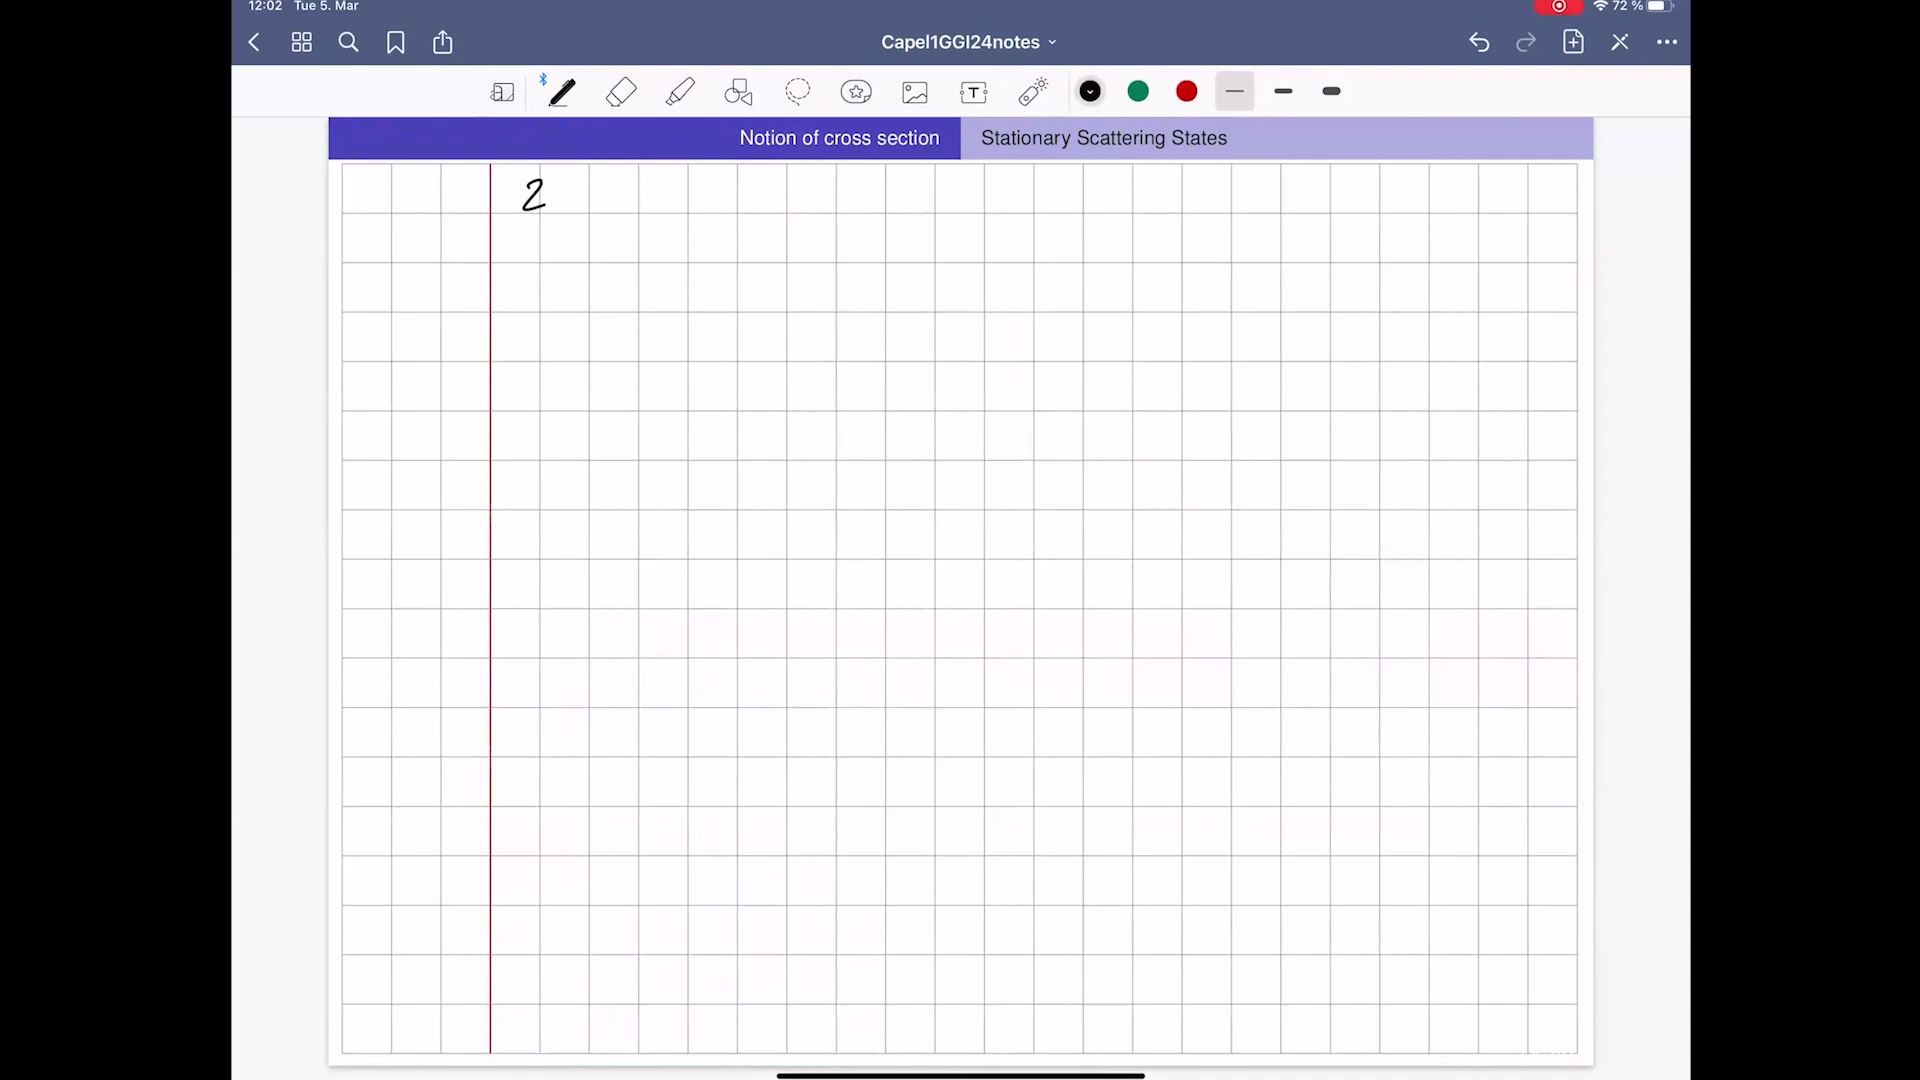 12:02 Tue 5. Mar 72 %
Capel1GGI24notes
T
Notion of cross section Stationary Scattering States
2